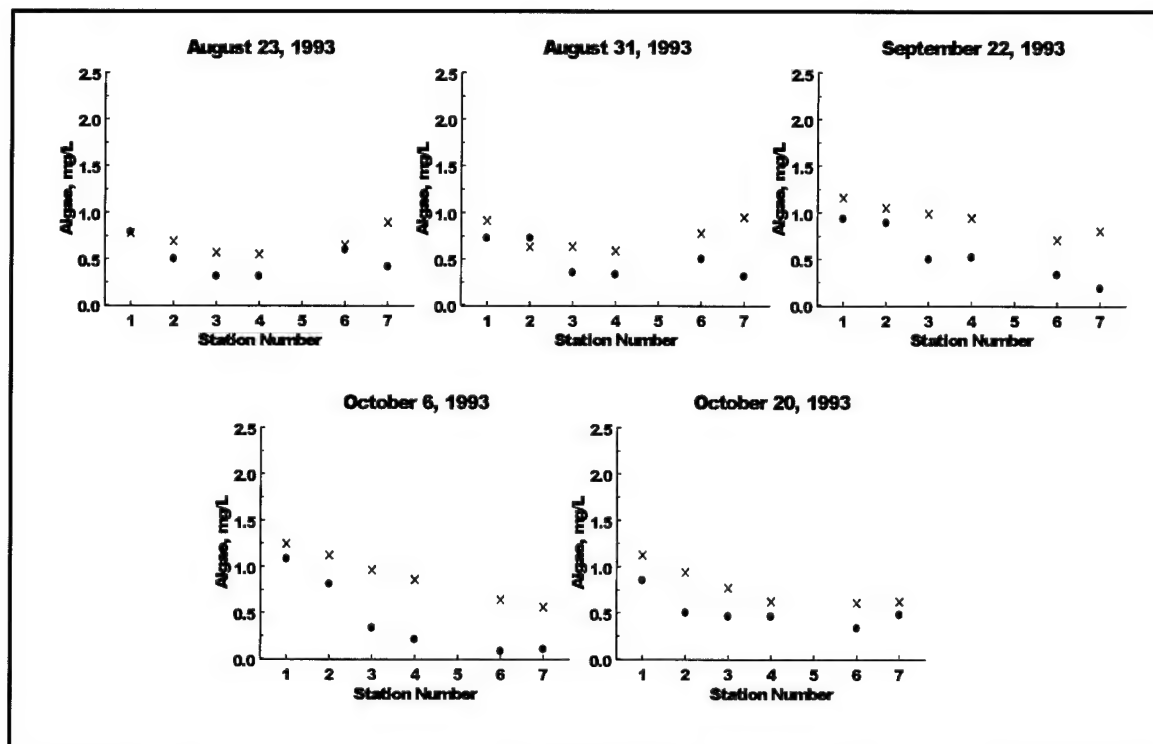 August 23, 1993
2.5
2.0
1.5
1.0
0.5
0.0
Algae, mg/L
1 2 3 4 5 6 7
Station Number
August 31, 1993
2.5
2.0
1.5
1.0
0.5
0.0
Algae, mg/L
1 2 3 4 5 6 7
Station Number
September 22, 1993
2.5
2.0
1.5
1.0
0.5
0.0
Algae, mg/L
1 2 3 4 5 6 7
Station Number
October 6, 1993
2.5
2.0
1.5
1.0
0.5
0.0
Algae, mg/L
1 2 3 4 5 6 7
Station Number
October 20, 1993
2.5
2.0
1.5
1.0
0.5
0.0
Algae, mg/L
1 2 3 4 5 6 7
Station Number